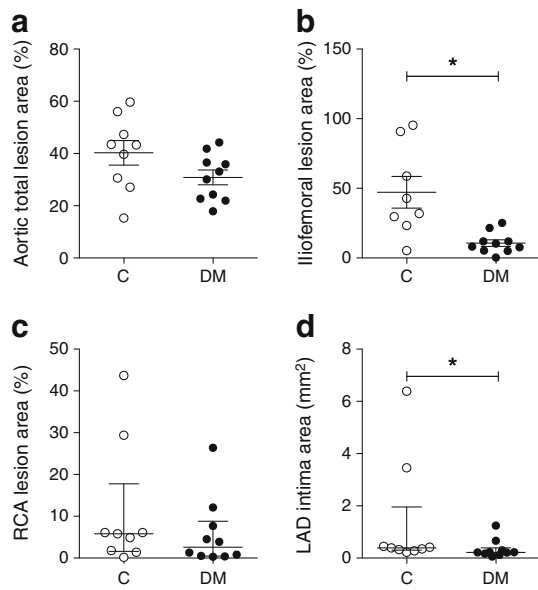 a
Aortic total lesion area (%)
80
60
40
20
0
C DM
b
Iliofemoral lesion area (%)
150
100
50
0
*
C DM
c
RCA lesion area (%)
50
40
30
20
10
0
C DM
d
LAD intima area (mm²)
8
6
4
2
0
*
C DM